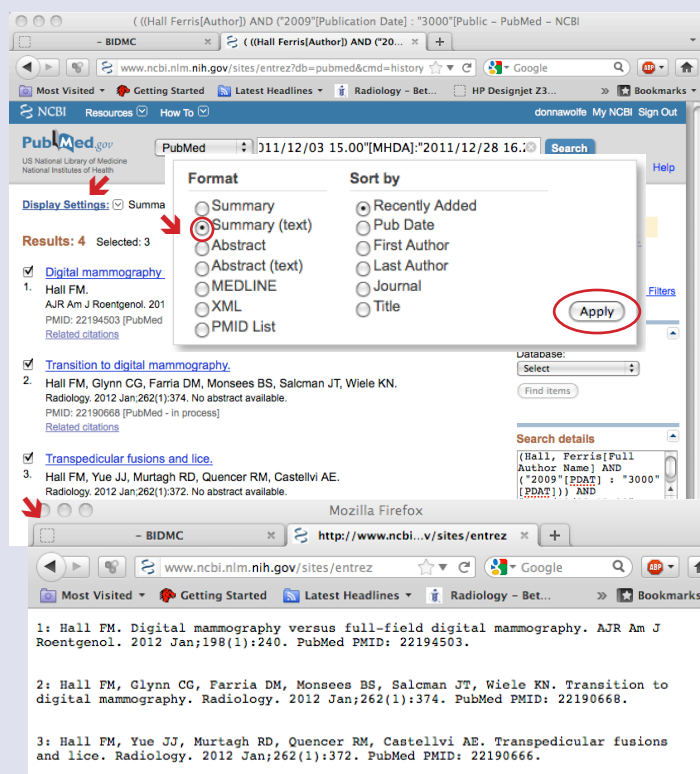 ( ((Hall Ferris[Author]) AND ("2009"[Publication Date] : "3000"[Public – PubMed – NCBI
– BIDMC
( ((Hall Ferris[Author]) AND ("20...
www.ncbi.nlm.nih.gov/sites/entrez?db=pubmed&cmd=history
Google
ABP
Most Visited
Getting Started
Latest Headlines
Radiology – Bet...
HP Designjet Z3...
Bookmarks
NCBI Resources How To
donnawolfe My NCBI Sign Out
PubMed.gov
US National Library of Medicine
National Institutes of Health
PubMed
011/12/03 15.00"[MHDA]:"2011/12/28 16.2
Search
Help
Display Settings: Summa
Format
Summary
Summary (text)
Abstract
Abstract (text)
MEDLINE
XML
PMID List
Sort by
Recently Added
Pub Date
First Author
Last Author
Journal
Title
Apply
Filters
Results: 4 Selected: 3
Digital mammography
1. Hall FM.
AJR Am J Roentgenol. 201
PMID: 22194503 [PubMed
Related citations
Transition to digital mammography.
2. Hall FM, Glynn CG, Farria DM, Monsees BS, Salcman JT, Wiele KN.
Radiology. 2012 Jan;262(1):374. No abstract available.
PMID: 22190668 [PubMed - in process]
Related citations
Transpedicular fusions and lice.
3. Hall FM, Yue JJ, Murtagh RD, Quencer RM, Castellvi AE.
Radiology. 2012 Jan;262(1):372. No abstract available.
Database:
Select
Find items
Search details
(Hall, Ferris[Full
Author Name] AND
("2009"[PDAT] : "3000"
[PDAT])) AND
Mozilla Firefox
– BIDMC
http://www.ncbi...v/sites/entrez
www.ncbi.nlm.nih.gov/sites/entrez
Google
ABP
Most Visited
Getting Started
Latest Headlines
Radiology – Bet...
Bookmarks
1: Hall FM. Digital mammography versus full-field digital mammography. AJR Am J
Roentgenol. 2012 Jan;198(1):240. PubMed PMID: 22194503.
2: Hall FM, Glynn CG, Farria DM, Monsees BS, Salcman JT, Wiele KN. Transition to
digital mammography. Radiology. 2012 Jan;262(1):374. PubMed PMID: 22190668.
3: Hall FM, Yue JJ, Murtagh RD, Quencer RM, Castellvi AE. Transpedicular fusions
and lice. Radiology. 2012 Jan;262(1):372. PubMed PMID: 22190666.